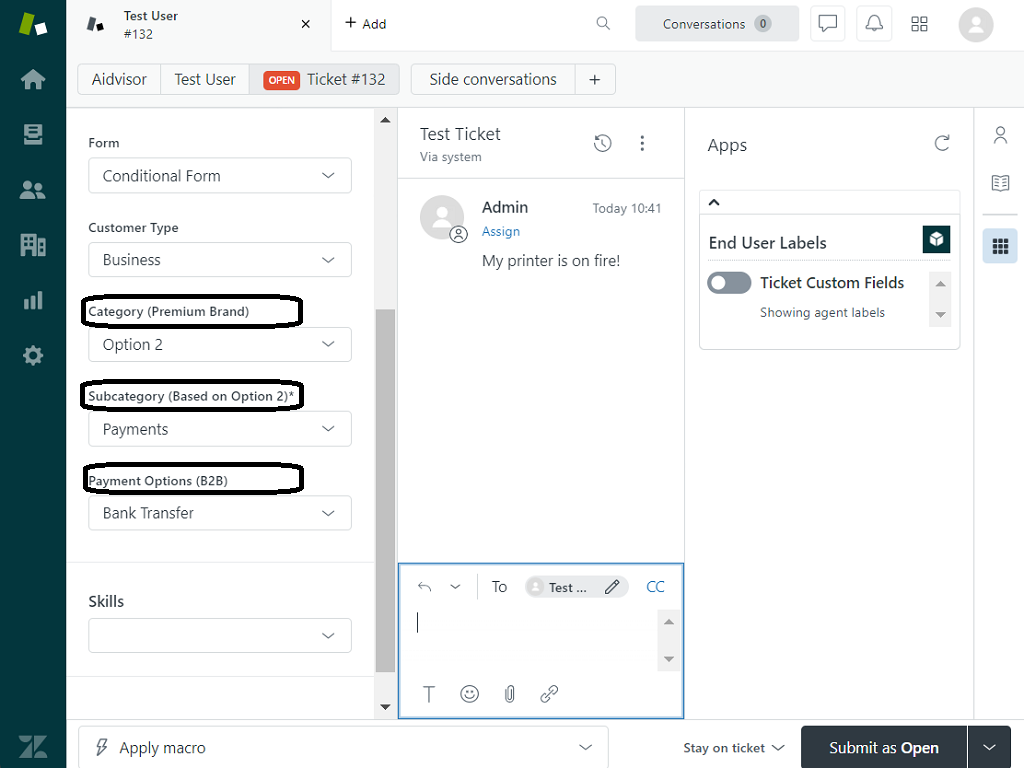 Test User
#132
Add
Conversations 0
Aidvisor
Test User
OPEN Ticket #132
Side conversations
+
Form
Conditional Form
Customer Type
Business
Category (Premium Brand)
Option 2
Subcategory (Based on Option 2)*
Payments
Payment Options (B2B)
Bank Transfer
Skills
Test Ticket
Via system
Admin
Today 10:41
Assign
My printer is on fire!
To Test ... CC
T
Apps
End User Labels
Ticket Custom Fields
Showing agent labels
Apply macro
Stay on ticket
Submit as Open